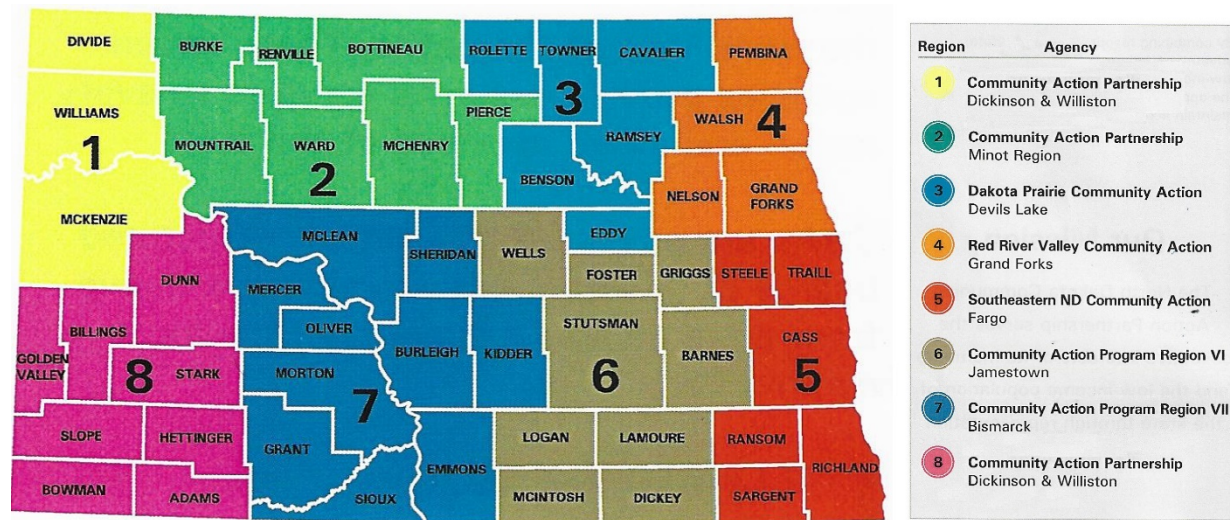 DIVIDE
BURKE
RENVILLE
BOTTINEAU
ROLETTE
TOWNER
CAVALIER
PEMBINA
WILLIAMS
1
MOUNTRAIL
WARD
2
MCHENRY
PIERCE
3
BENSON
RAMSEY
WALSH
4
NELSON
GRAND
FORKS
MCKENZIE
DUNN
MCLEAN
SHERIDAN
WELLS
EDDY
FOSTER
GRIGGS
STEELE
TRAILL
MERCER
OLIVER
BILLINGS
GOLDEN
VALLEY
8
STARK
MORTON
7
BURLEIGH
KIDDER
STUTSMAN
6
BARNES
CASS
5
SLOPE
HETTINGER
GRANT
EMMONS
LOGAN
LAMOURE
RANSOM
RICHLAND
BOWMAN
ADAMS
SIOUX
MCINTOSH
DICKEY
SARGENT
Region Agency
1 Community Action Partnership
Dickinson & Williston
2 Community Action Partnership
Minot Region
3 Dakota Prairie Community Action
Devils Lake
4 Red River Valley Community Action
Grand Forks
5 Southeastern ND Community Action
Fargo
6 Community Action Program Region VI
Jamestown
7 Community Action Program Region VII
Bismarck
8 Community Action Partnership
Dickinson & Williston